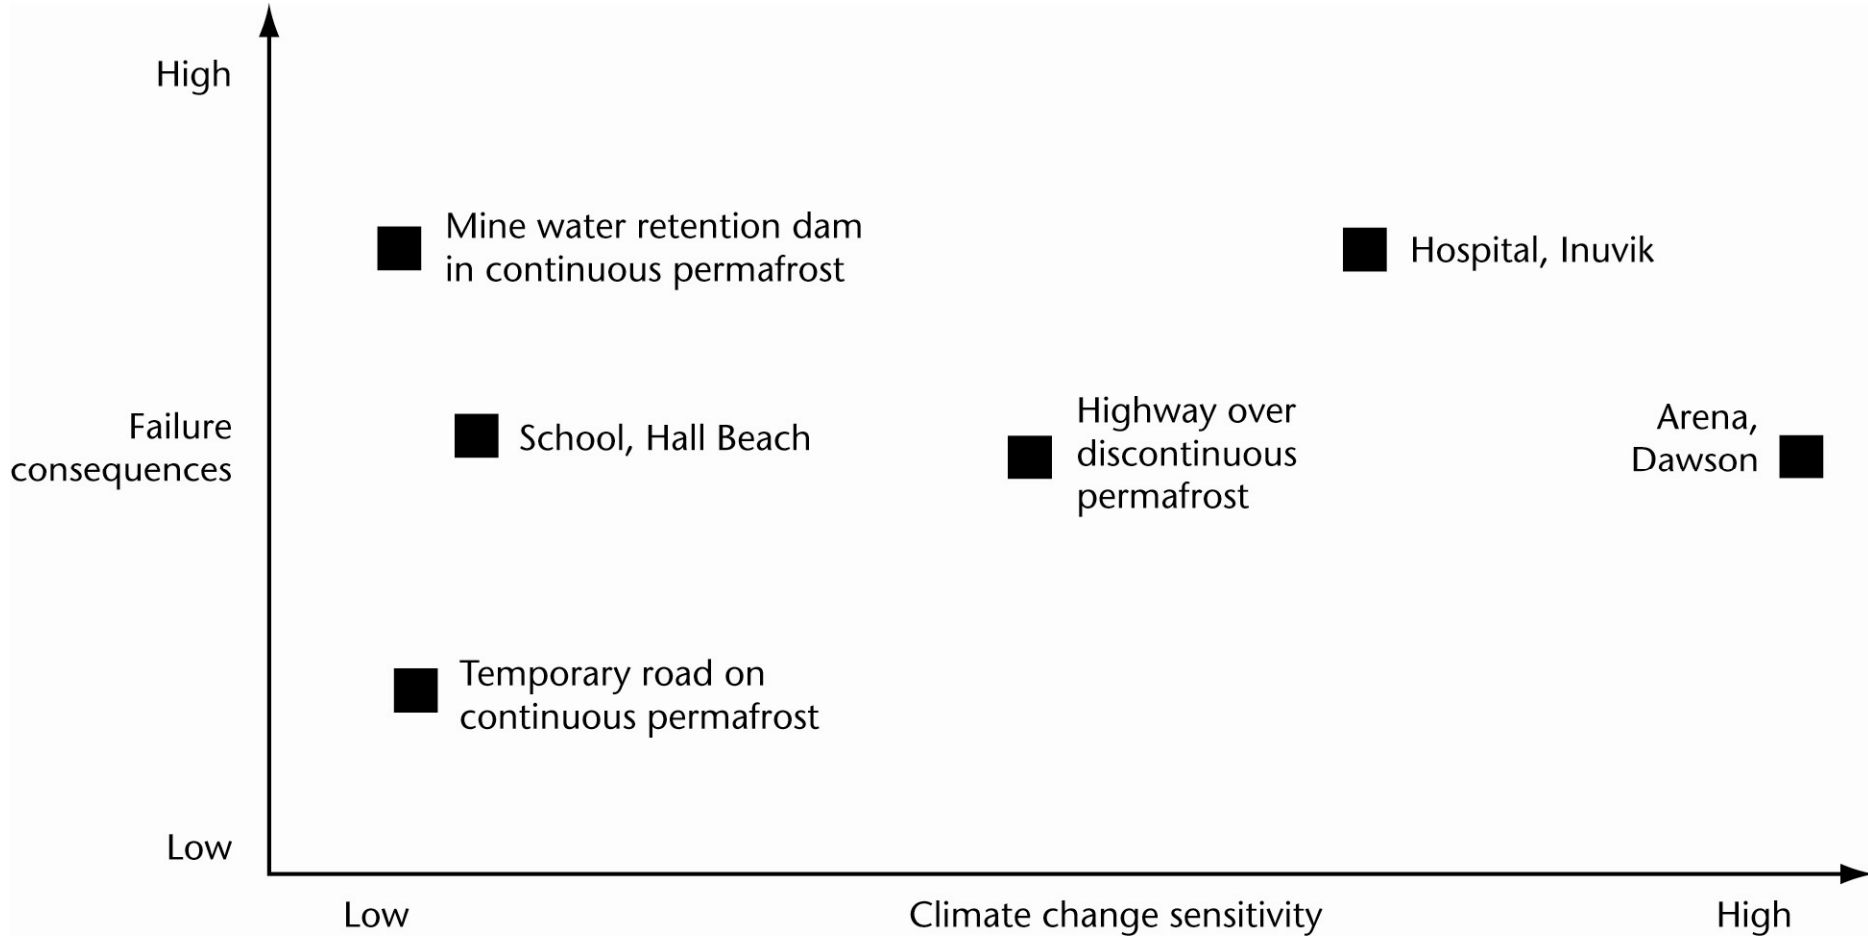 High
Mine water retention dam
in continuous permafrost
Hospital, Inuvik
Failure
consequences
School, Hall Beach
Highway over
discontinuous
permafrost
Arena,
Dawson
Temporary road on
continuous permafrost
Low
Low
Climate change sensitivity
High